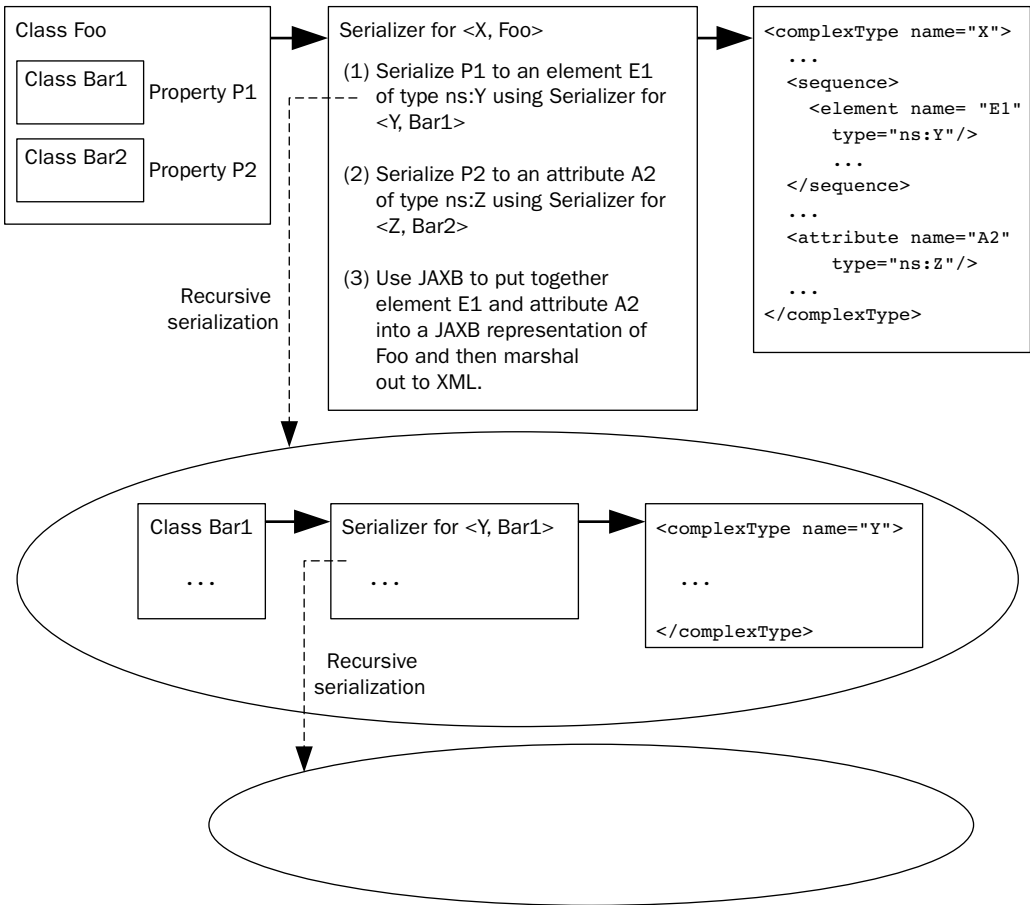 Class Foo
Class Bar1
Property P1
Class Bar2
Property P2
Serializer for <X, Foo>
(1) Serialize P1 to an element E1
of type ns:Y using Serializer for
<Y, Bar1>
(2) Serialize P2 to an attribute A2
of type ns:Z using Serializer for
<Z, Bar2>
(3) Use JAXB to put together
element E1 and attribute A2
into a JAXB representation of
Foo and then marshal
out to XML.
<complexType name="X">
...
<sequence>
<element name= "E1"
type="ns:Y"/>
...
</sequence>
...
<attribute name="A2"
type="ns:Z"/>
...
</complexType>
Recursive
serialization
Class Bar1
...
Serializer for <Y, Bar1>
...
<complexType name="Y">
...
</complexType>
Recursive
serialization